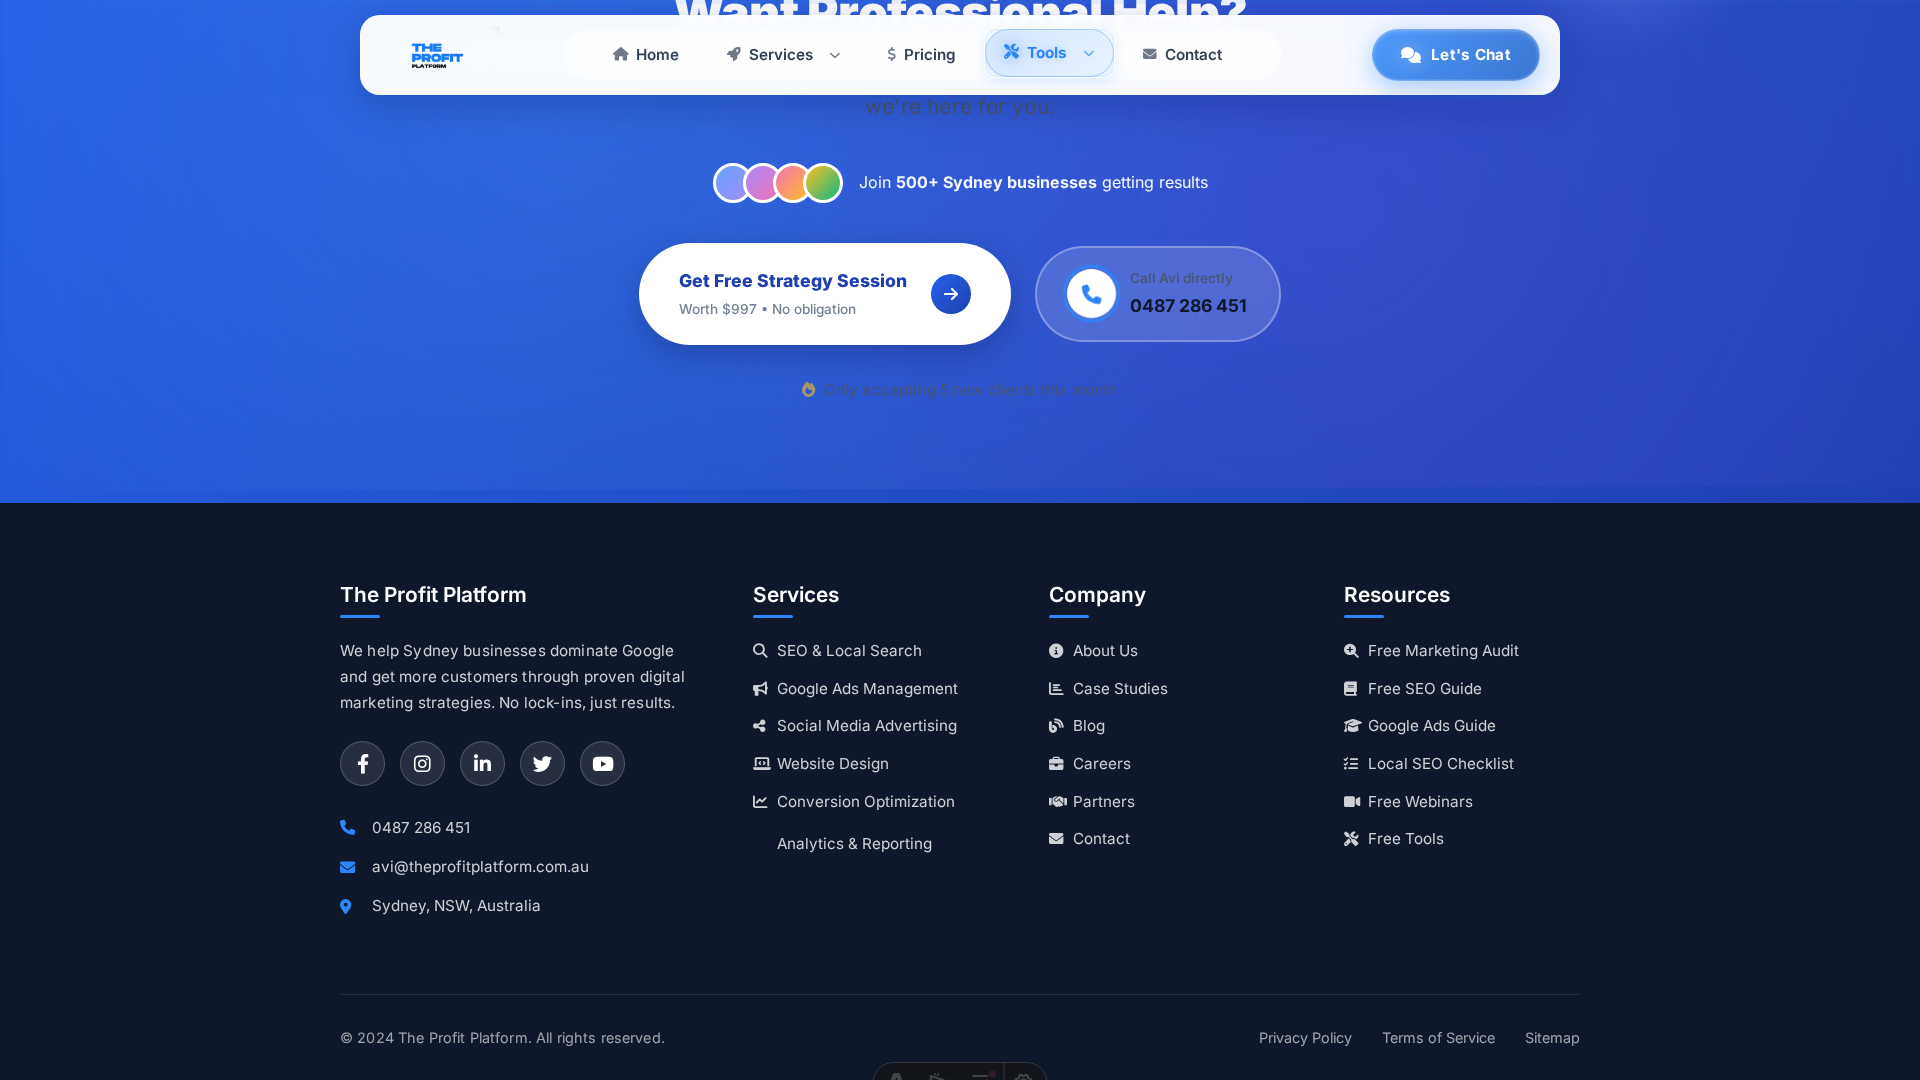 Want Professional Help?
THE PROFIT PLATFORM
Home
Services
Pricing
Tools
Contact
Let's Chat
we're here for you.
Join 500+ Sydney businesses getting results
Get Free Strategy Session
Worth $997 • No obligation
Call Avi directly
0487 286 451
Only accepting 5 new clients this month
The Profit Platform
We help Sydney businesses dominate Google
and get more customers through proven digital
marketing strategies. No lock-ins, just results.
0487 286 451
avi@theprofitplatform.com.au
Sydney, NSW, Australia
Services
SEO & Local Search
Google Ads Management
Social Media Advertising
Website Design
Conversion Optimization
Analytics & Reporting
Company
About Us
Case Studies
Blog
Careers
Partners
Contact
Resources
Free Marketing Audit
Free SEO Guide
Google Ads Guide
Local SEO Checklist
Free Webinars
Free Tools
© 2024 The Profit Platform. All rights reserved.
Privacy Policy
Terms of Service
Sitemap